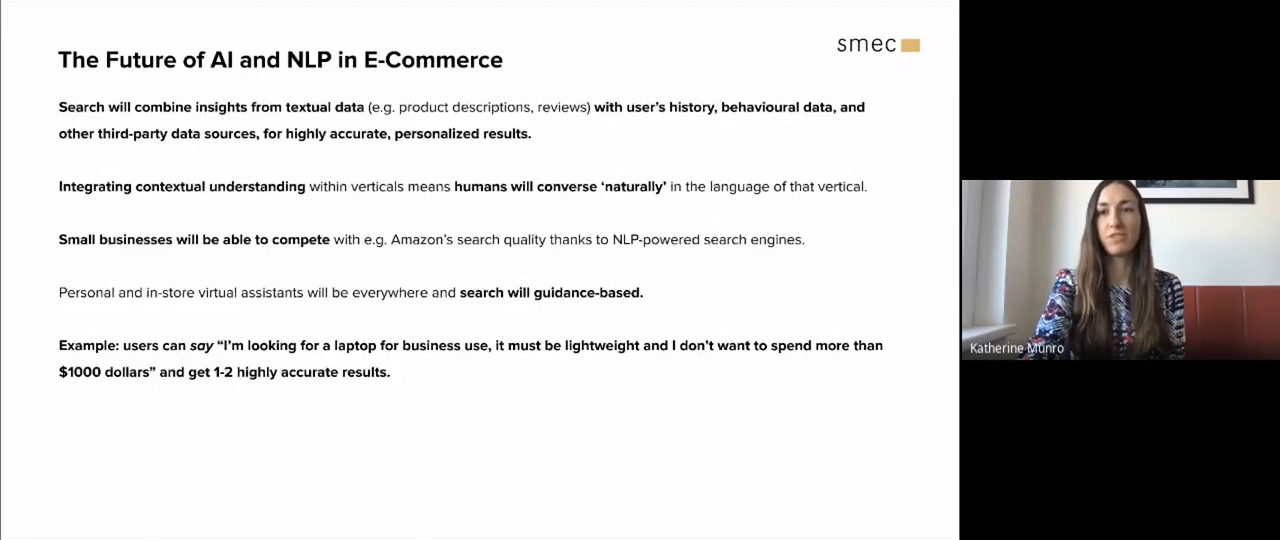 The Future of AI and NLP in E-Commerce
smec
Search will combine insights from textual data (e.g. product descriptions, reviews) with user's history, behavioural data, and
other third-party data sources, for highly accurate, personalized results.
Integrating contextual understanding within verticals means humans will converse ‘naturally’ in the language of that vertical.
Small businesses will be able to compete with e.g. Amazon's search quality thanks to NLP-powered search engines.
Personal and in-store virtual assistants will be everywhere and search will guidance-based.
Example: users can say “I'm looking for a laptop for business use, it must be lightweight and I don't want to spend more than
$1000 dollars” and get 1-2 highly accurate results.
Katherine Munro